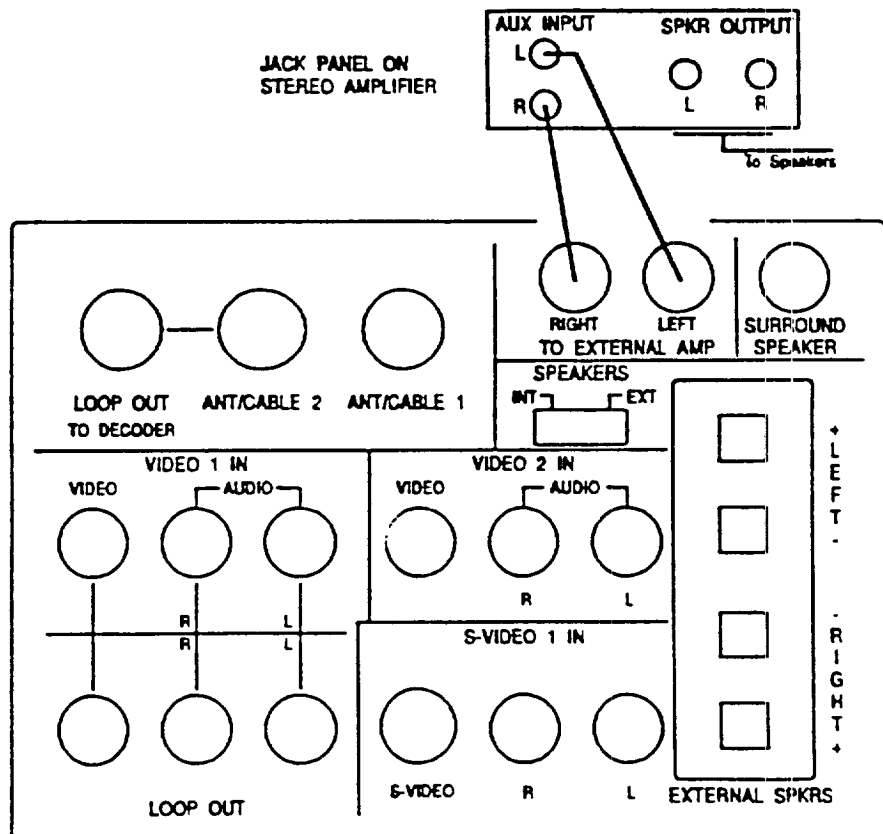 AUX INPUT
SPKR OUTPUT
JACK PANEL ON
STEREO AMPLIFIER
L
R
L
R
To Speakers
RIGHT
LEFT
TO EXTERNAL AMP
SURROUND
SPEAKER
LOOP OUT
TO DECODER
ANT/CABLE 2
ANT/CABLE 1
SPEAKERS
INT
EXT
VIDEO 1 IN
VIDEO
AUDIO
R
L
R
L
LOOP OUT
VIDEO 2 IN
VIDEO
AUDIO
R
L
S-VIDEO 1 IN
S-VIDEO
R
L
+LEFT-
-RIGHT+
EXTERNAL SPKRS